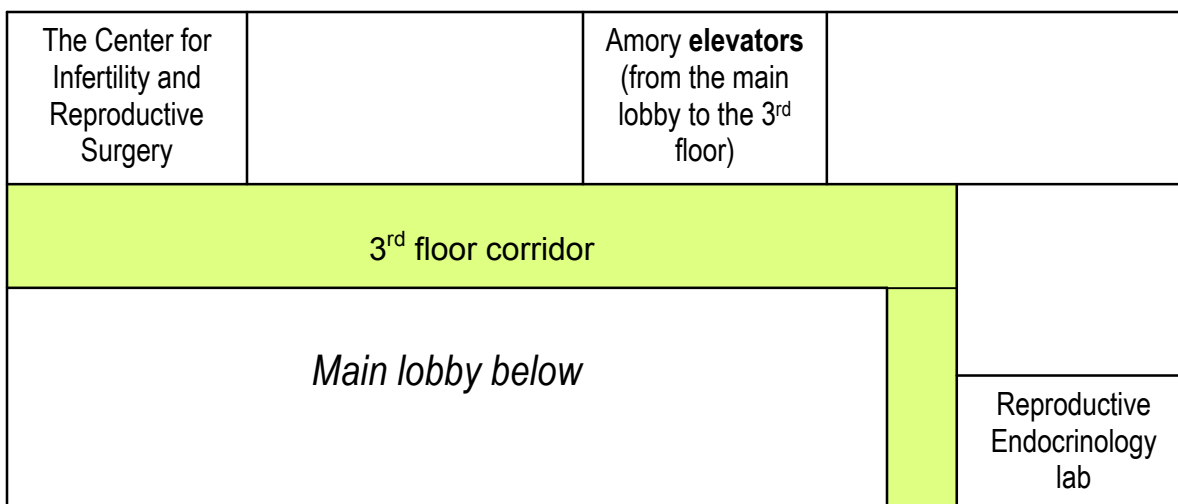 The Center for
Infertility and
Reproductive
Surgery
Amory elevators
(from the main
lobby to the 3rd
floor)
3rd floor corridor
Main lobby below
Reproductive
Endocrinology
lab